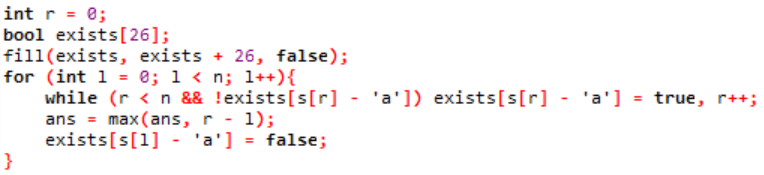 int r = 0;
bool exists[26];
fill(exists, exists + 26, false);
for (int l = 0; l < n; l++){
    while (r < n && !exists[s[r] - 'a']) exists[s[r] - 'a'] = true, r++;
    ans = max(ans, r - l);
    exists[s[l] - 'a'] = false;
}